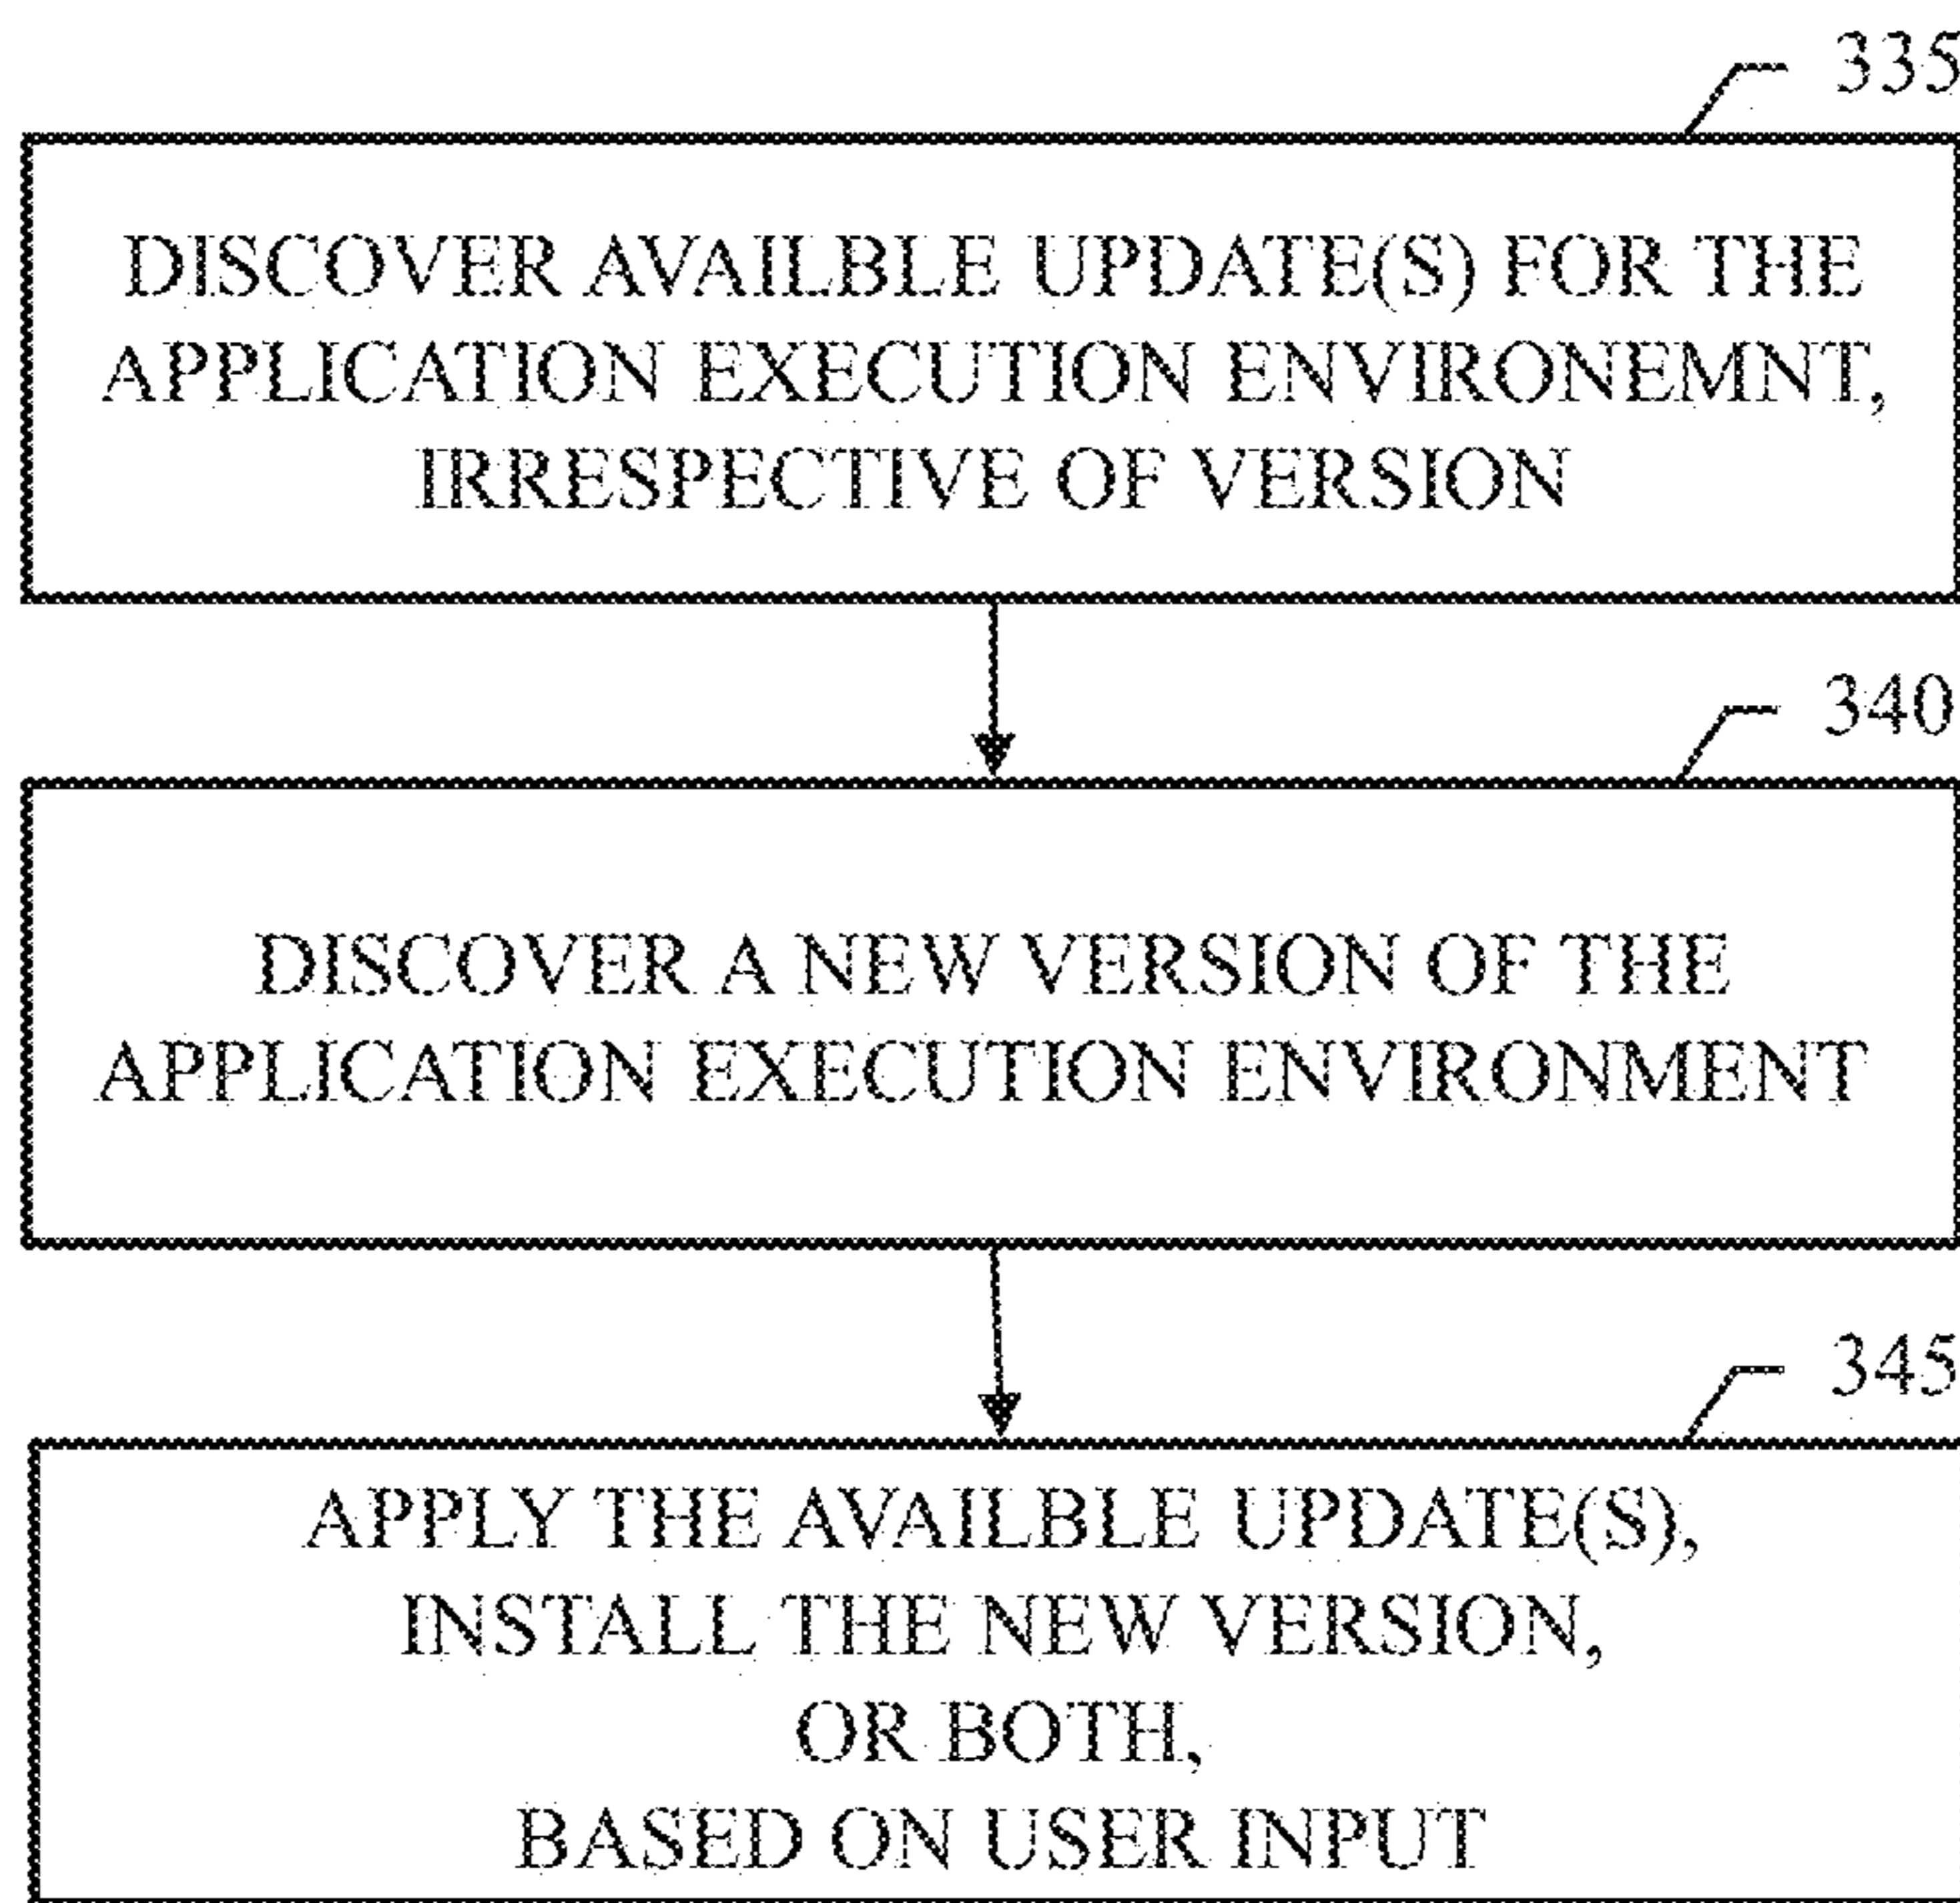 335
DISCOVER AVAILBLE UPDATE(S) FOR THE
APPLICATION EXECUTION ENVIRONEMNT,
IRRESPECTIVE OF VERSION
340
DISCOVER A NEW VERSION OF THE
APPLICATION EXECUTION ENVIRONMENT
345
APPLY THE AVAILBLE UPDATE(S),
INSTALL THE NEW VERSION,
OR BOTH,
BASED ON USER INPUT